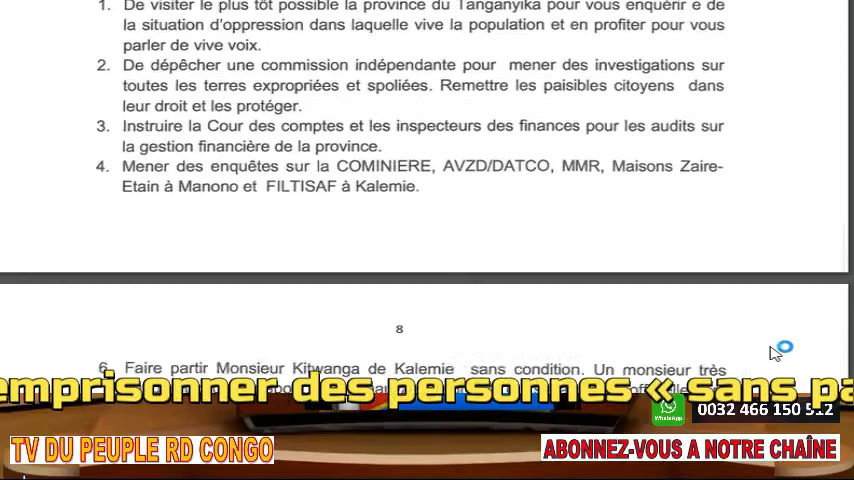 1. De visiter le plus tôt possible la province du Tanganyika pour vous enquérir e de
la situation d'oppression dans laquelle vive la population et en profiter pour vous
parler de vive voix.
2. De dépêcher une commission indépendante pour mener des investigations sur
toutes les terres expropriées et spoliées. Remettre les paisibles citoyens dans
leur droit et les protéger.
3. Instruire la Cour des comptes et les inspecteurs des finances pour les audits sur
la gestion financière de la province.
4. Mener des enquêtes sur la COMINIERE, AVZD/DATCO, MMR, Maisons Zaire-
Etain à Manono et FILTISAF à Kalemie.
8
6. Faire partir Monsieur Kitwanga de Kalemie sans condition. Un monsieur très
emprisonner des personnes « sans pa
WhatsApp
0032 466 150 912
TV DU PEUPLE RD CONGO
ABONNEZ-VOUS A NOTRE CHAÎNE